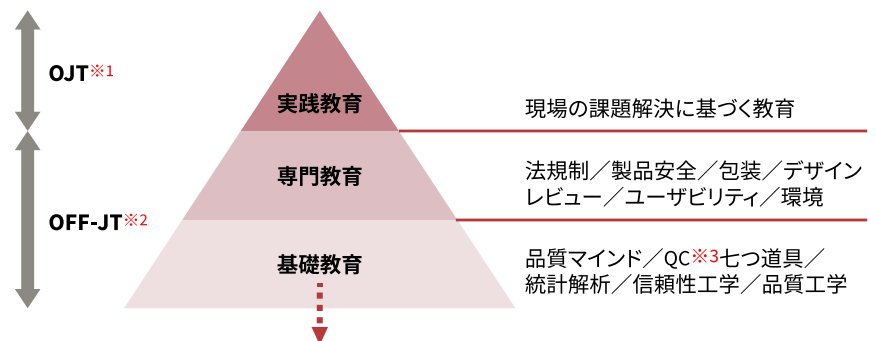 OJT※1
実践教育
現場の課題解決に基づく教育
専門教育
法規制／製品安全／包装／デザイン
レビュー／ユーザビリティ／環境
OFF-JT※2
基礎教育
品質マインド／QC※3七つ道具／
統計解析／信頼性工学／品質工学